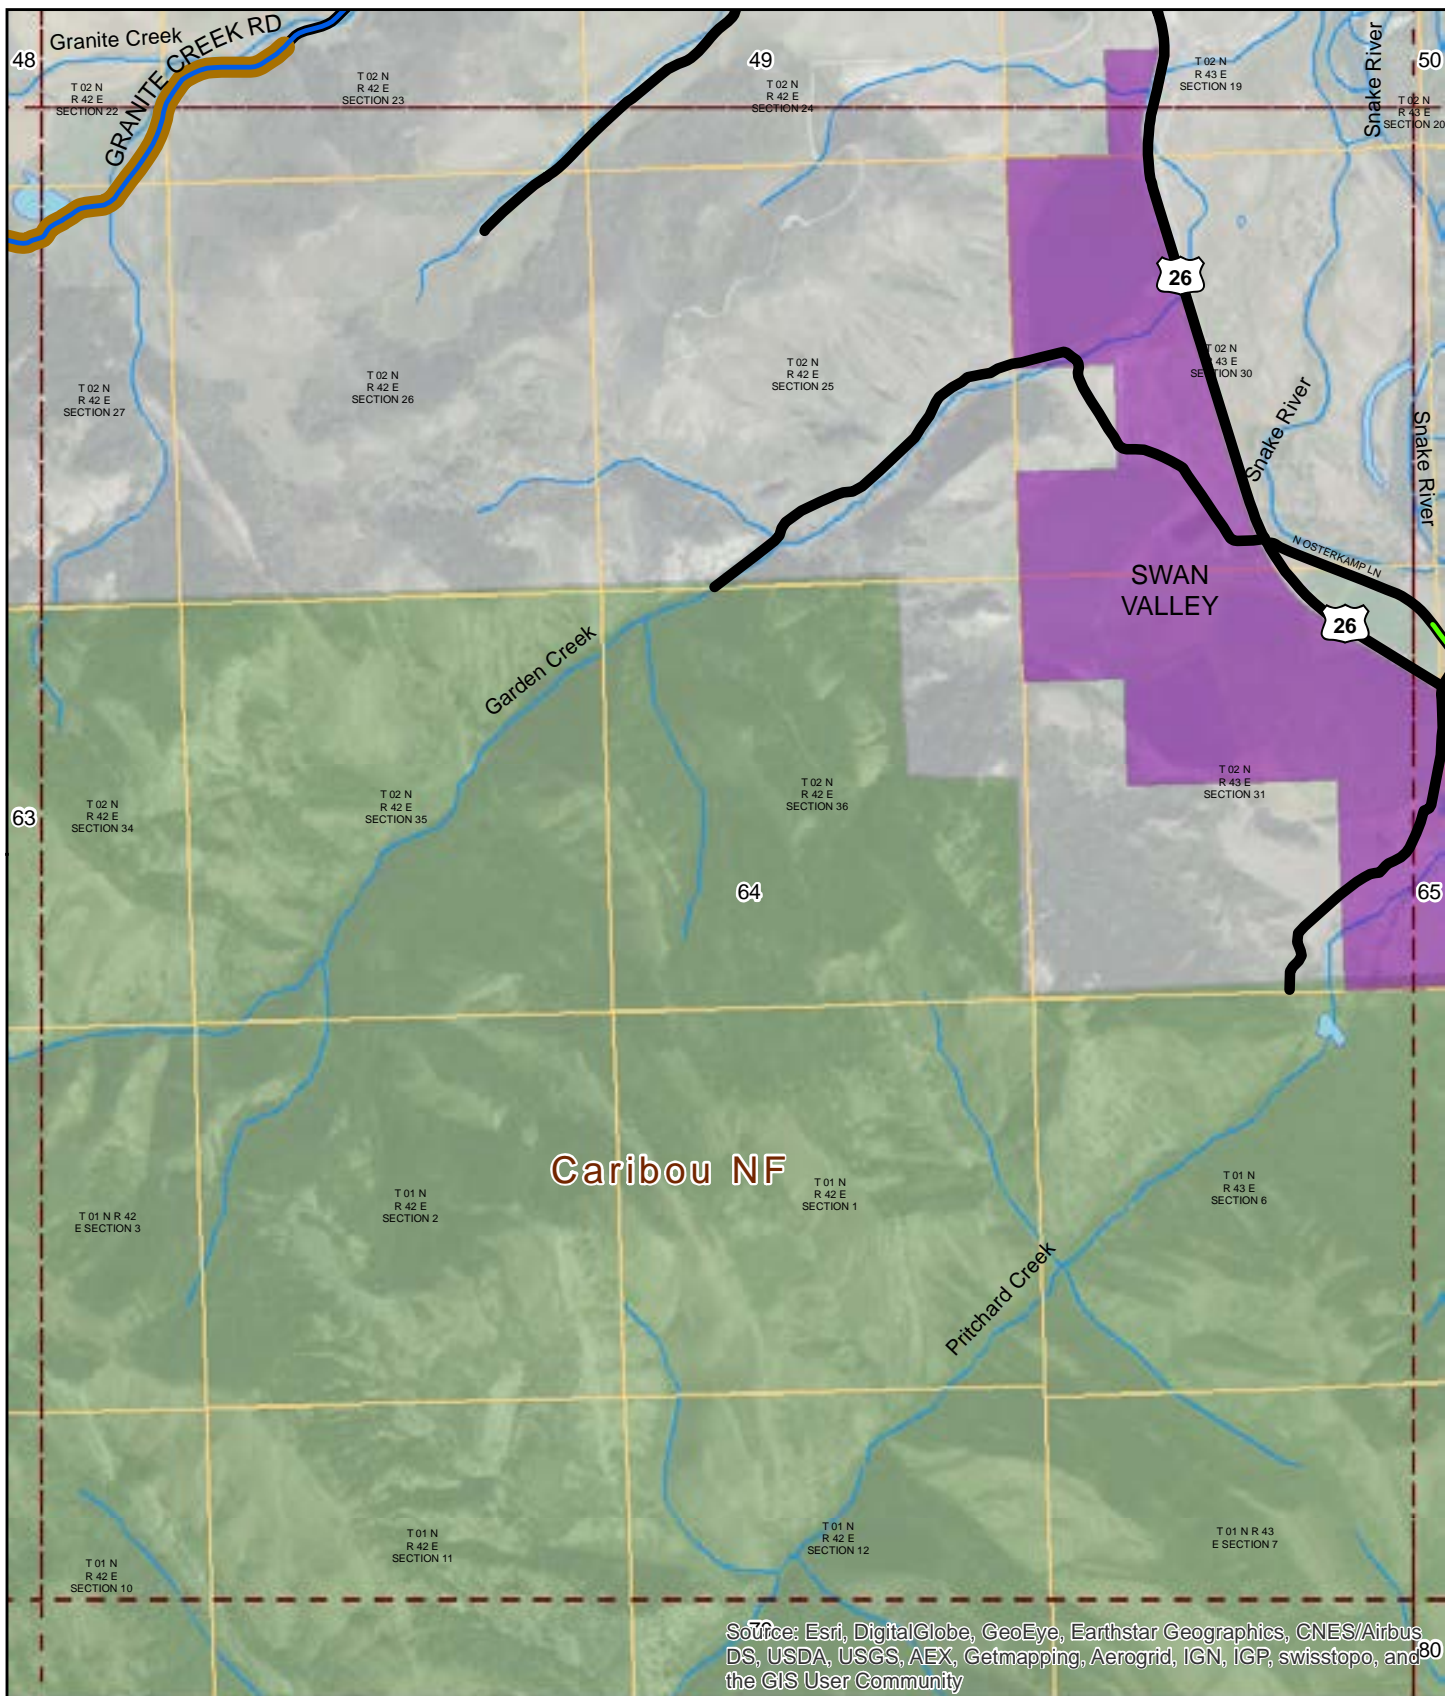 Granite Creek
GRANITE CREEK RD
48
49
50
T 02 N
R 42 E
SECTION 22
T 02 N
R 42 E
SECTION 23
T 02 N
R 42 E
SECTION 24
T 02 N
R 43 E
SECTION 19
Snake River
T 02 N
R 43 E
SECTION 20
26
T 02 N
R 42 E
SECTION 27
T 02 N
R 42 E
SECTION 26
T 02 N
R 42 E
SECTION 25
T 02 N
R 43 E
SECTION 30
Snake River
Snake River
N OSTERKAMP LN
SWAN
VALLEY
26
Garden Creek
63
T 02 N
R 42 E
SECTION 34
T 02 N
R 42 E
SECTION 35
T 02 N
R 42 E
SECTION 36
T 02 N
R 43 E
SECTION 31
64
65
Caribou NF
T 01 N R 42
E SECTION 3
T 01 N
R 42 E
SECTION 2
T 01 N
R 42 E
SECTION 1
T 01 N
R 43 E
SECTION 6
Pritchard Creek
T 01 N
R 42 E
SECTION 10
T 01 N
R 42 E
SECTION 11
T 01 N
R 42 E
SECTION 12
T 01 N R 43
E SECTION 7
Source: Esri, DigitalGlobe, GeoEye, Earthstar Geographics, CNES/Airbus
DS, USDA, USGS, AEX, Getmapping, Aerogrid, IGN, IGP, swisstopo, and
the GIS User Community
80